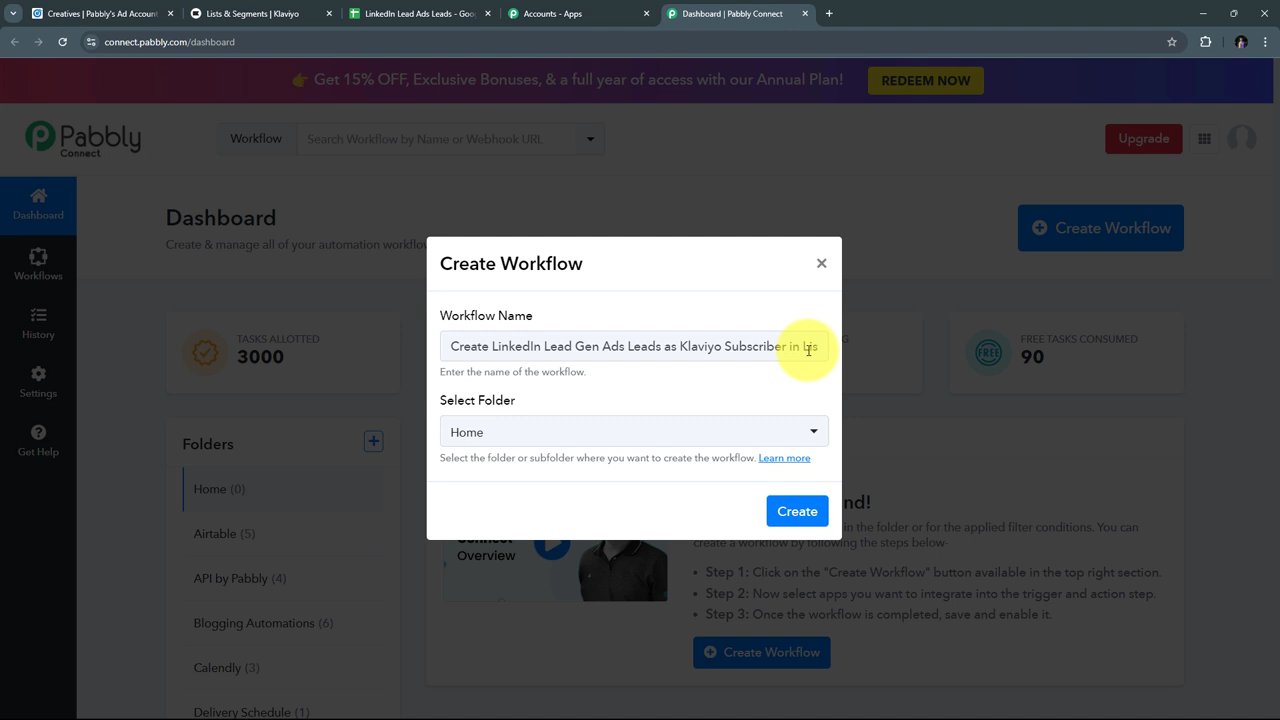 Creatives | Pabbly's Ad Accoun
Lists & Segments | Klaviyo
LinkedIn Lead Ads Leads - Goo
Accounts - Apps
Dashboard | Pabbly Connect
connect.pabbly.com/dashboard
👉 Get 15% OFF, Exclusive Bonuses, & a full year of access with our Annual Plan!
REDEEM NOW
Pabbly
Connect
Workflow
Search Workflow by Name or Webhook URL
Upgrade
Dashboard
Workflows
History
Settings
Get Help
Dashboard
Create & manage all of your automation workflow
Create Workflow
TASKS ALLOTTED
3000
FREE TASKS CONSUMED
90
FREE
Folders
Home (0)
Airtable (5)
API by Pabbly (4)
Blogging Automations (6)
Calendly (3)
Delivery Schedule (1)
Create Workflow
Workflow Name
Create LinkedIn Lead Gen Ads Leads as Klaviyo Subscriber in Lis
Enter the name of the workflow.
Select Folder
Home
Select the folder or subfolder where you want to create the workflow. Learn more
Create
Connect
Overview
nd!
in the folder or for the applied filter conditions. You can
create a workflow by following the steps below-
• Step 1: Click on the "Create Workflow" button available in the top right section.
• Step 2: Now select apps you want to integrate into the trigger and action step.
• Step 3: Once the workflow is completed, save and enable it.
Create Workflow